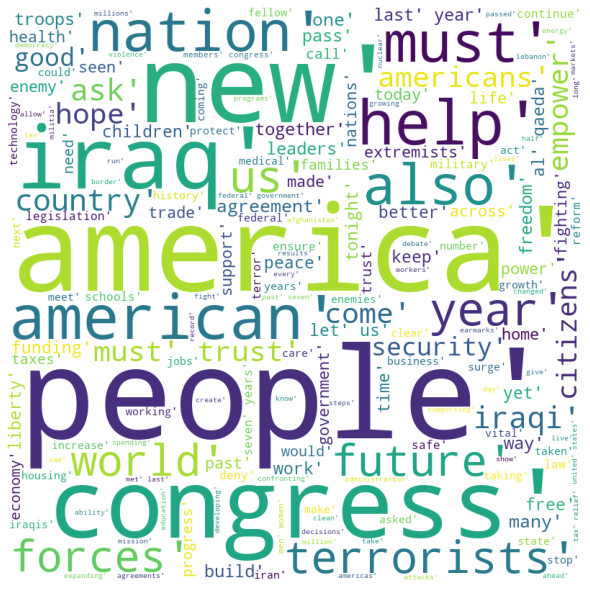 troops'
millions'
nation'
fellow'
one'
last' year'
continue'
democracy'
health'
pass'
good'
could'
violence'
members' congress'
must'
passed'
energy'
seen'
ask'
new'
call'
nations'
americans'
qaeda'
lebanon'
markets'
enemy'
hope'
programs'
today'
life'
nuclear'
long'
technology'
militia'
allow'
children'
protect'
coming'
together'
help'
al'
empower'
growing'
need'
iraq'
tax'
run'
medical'
leaders'
extremists'
act'
half'
border'
us'
families'
military'
lives'
country'
history'
federal' government'
made'
also'
freedom'
fighting'
reform'
legislation'
trade'
agreement'
federal'
afghanistan'
tonight'
better'
across'
next'
america'
support'
ensure'
results'
terror'
peace'
every'
years'
trust'
keep'
debate'
workers'
number'
power'
growth'
changed'
meet'
schools'
fight'
past' seven'
enemies'
year'
citizens'
american'
record'
come'
let' us'
clear'
home'
earmarks'
give'
funding'
must' trust'
care'
government'
time'
business'
surge'
security'
yet'
day'
taxes'
jobs'
liberty'
working'
create'
know'
steps'
people'
supporting'
iraqi'
vital'
live'
economy'
increase'
spending'
seven' years'
would'
safe'
way'
taken'
show'
housing'
world'
past'
work'
future'
law'
saw'
met' last'
deny'
confronting'
administration'
taking'
tax' relief'
united' states'
iraqis'
ability'
education'
developing'
congress'
progress'
men' women'
make'
asked'
many'
free'
state'
mission'
clean'
decisions'
million'
take'
forces'
build'
iran'
terrorists'
stop'
expanding'
agreements'
americas'
attacks'
ahead'